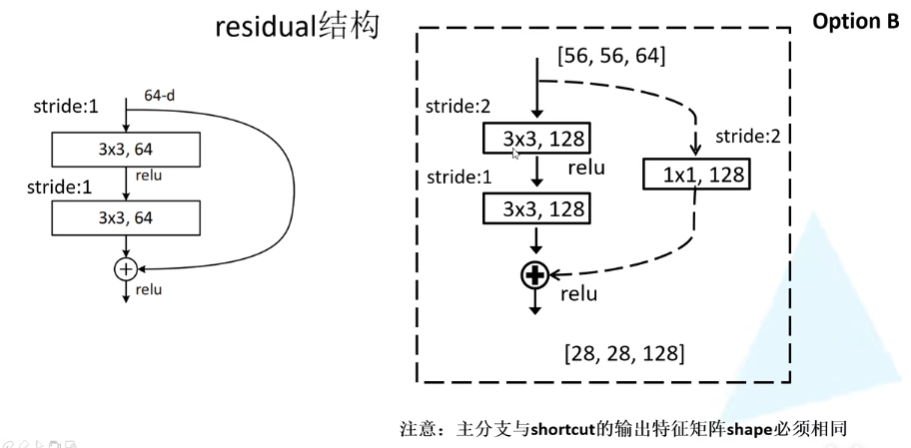 residual结构
Option B
64-d
stride:1
3x3, 64
relu
stride:1
3x3, 64
relu
[56, 56, 64]
stride:2
3x3, 128
relu
stride:2
1x1, 128
stride:1
3x3, 128
relu
[28, 28, 128]
注意：主分支与shortcut的输出特征矩阵shape必须相同